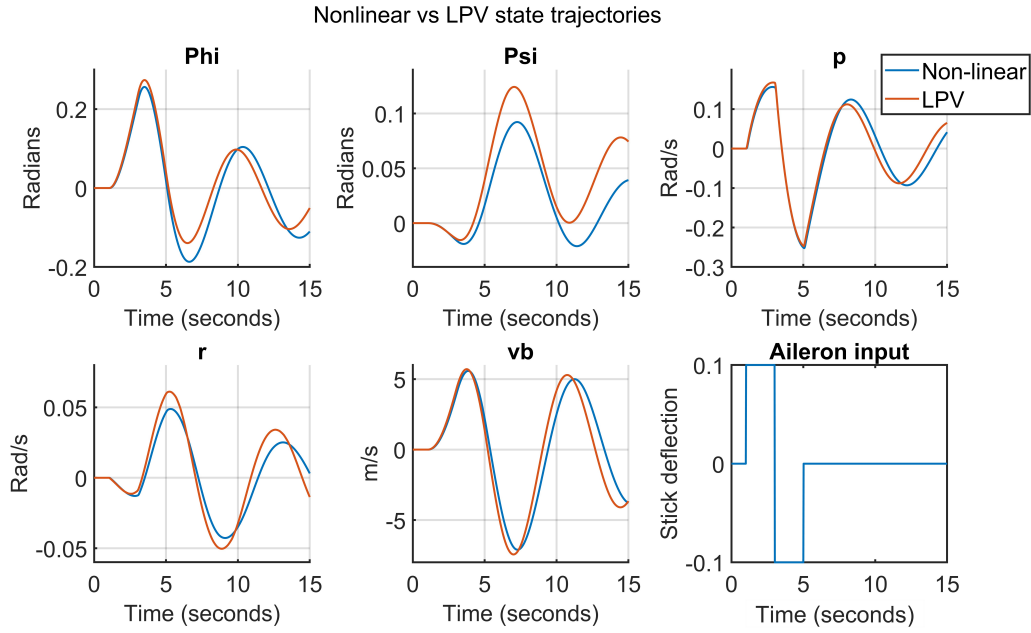 Nonlinear vs LPV state trajectories
Phi
Radians
0.2
0
-0.2
0 5 10 15
Time (seconds)
Psi
Radians
0.1
0.05
0
0 5 10 15
Time (seconds)
p
Rad/s
0.1
0
-0.1
-0.2
-0.3
0 5 10 15
Time (seconds)
Non-linear
LPV
r
Rad/s
0.05
0
-0.05
0 5 10 15
Time (seconds)
vb
m/s
5
0
-5
0 5 10 15
Time (seconds)
Aileron input
Stick deflection
0.1
0
-0.1
0 5 10 15
Time (seconds)